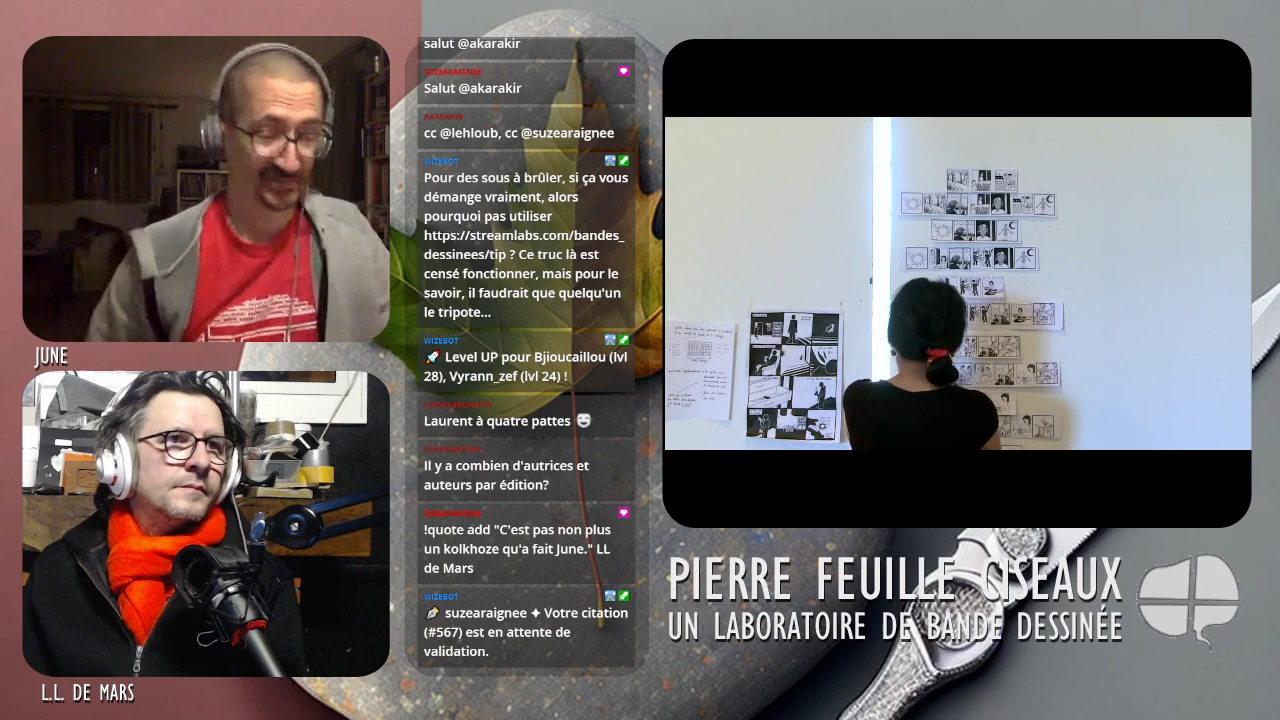 JUNE
L.L. DE MARS
salut @akarakir
SUZEARAIGNEE
Salut @akarakir
AKARAKIR
cc @lehloub, cc @suzearaignee
WIZEBOT
Pour des sous à brûler, si ça vous
démange vraiment, alors
pourquoi pas utiliser
https://streamlabs.com/bandes_
dessinees/tip ? Ce truc là est
censé fonctionner, mais pour le
savoir, il faudrait que quelqu'un
le tripote...
WIZEBOT
Level UP pour Bjioucaillou (lvl
28), Vyrann_zef (lvl 24) !
Laurent à quatre pattes
Il y a combien d'autrices et
auteurs par édition?
!quote add "C'est pas non plus
un kolkhoze qu'a fait June." LL
de Mars
WIZEBOT
suzearaignee ✦ Votre citation
(#567) est en attente de
validation.
PIERRE FEUILLE CISEAUX
UN LABORATOIRE DE BANDE DESSINÉE